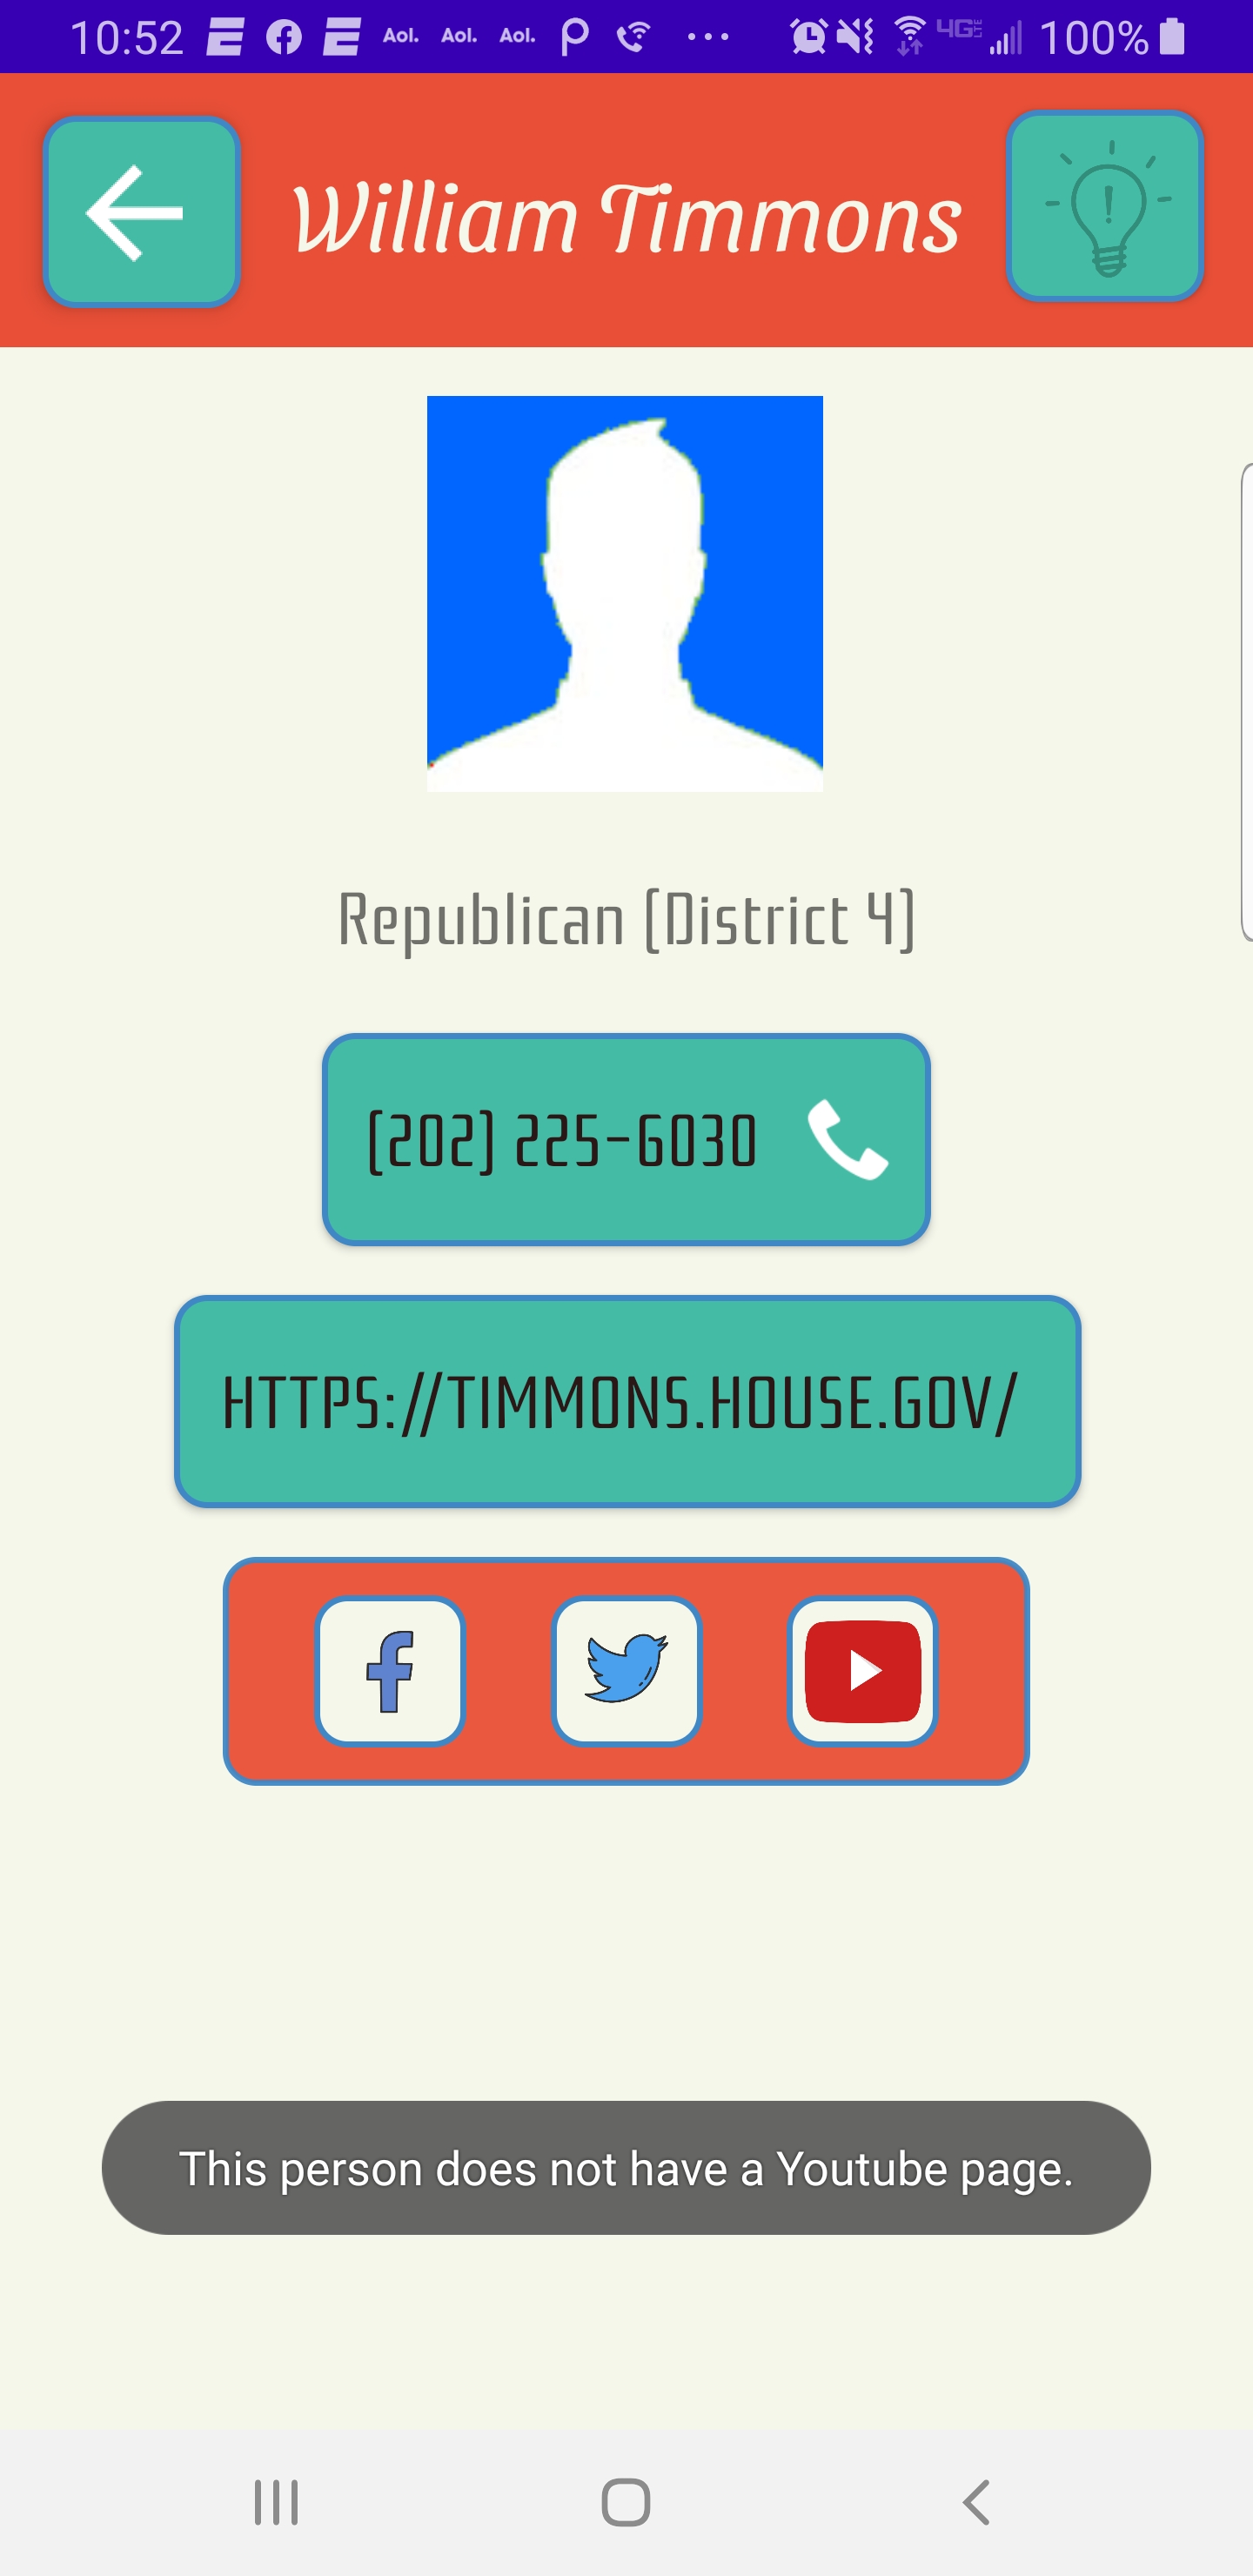 10:52 Aol. Aol. Aol. 4G LTE 100%
William Timmons
Republican (District 4)
(202) 225-6030
HTTPS://TIMMONS.HOUSE.GOV/
This person does not have a Youtube page.